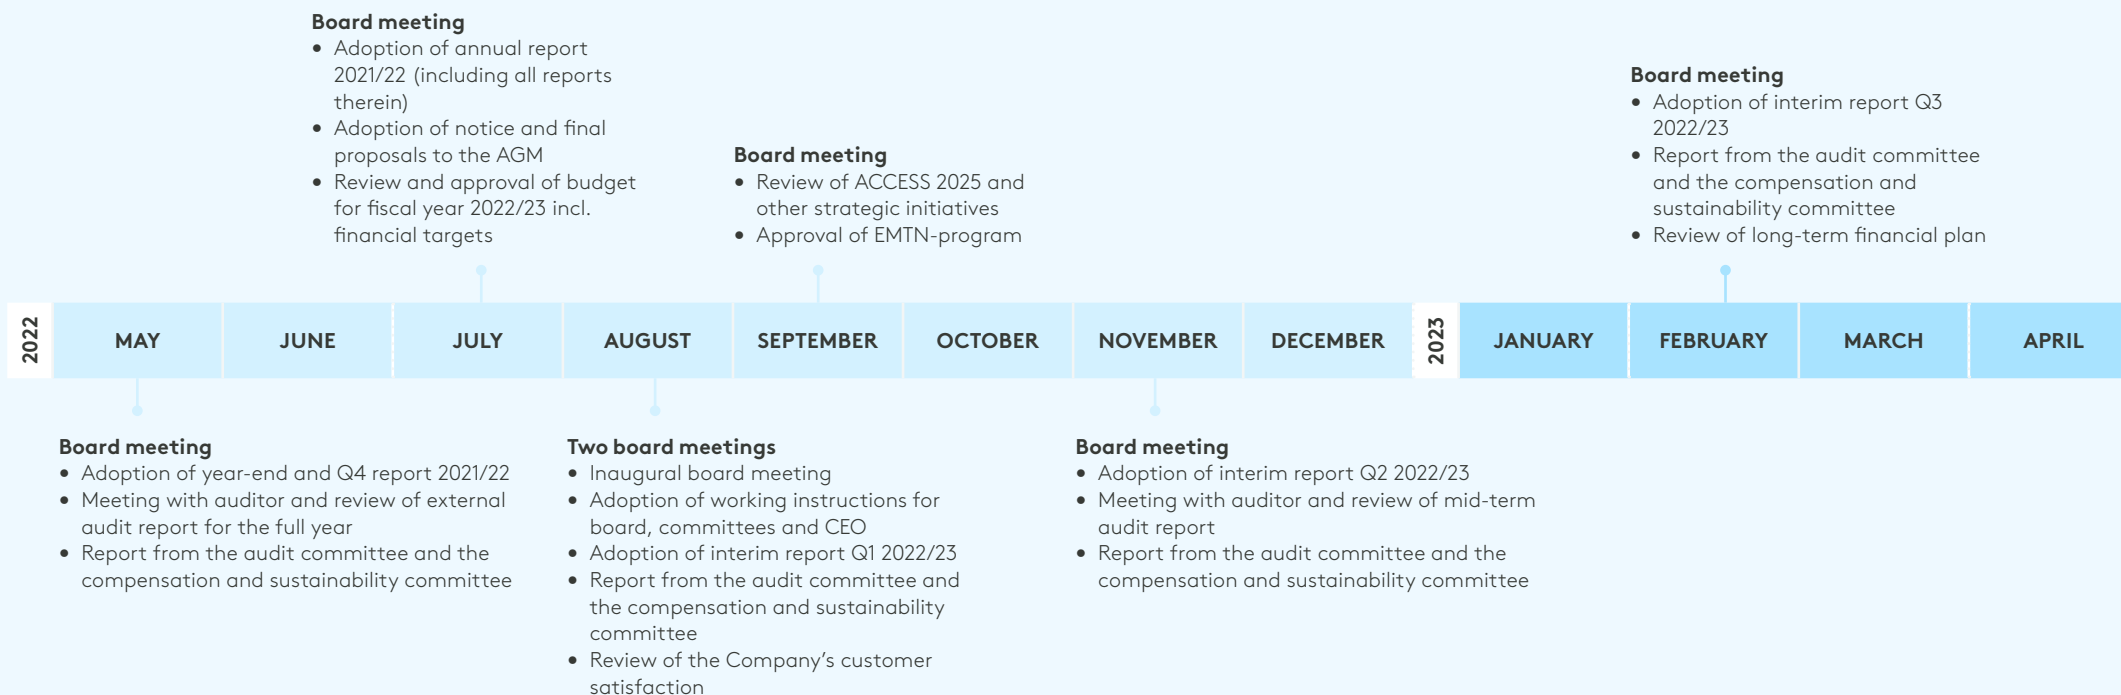 Board meeting
• Adoption of annual report
2021/22 (including all reports
therein)
• Adoption of notice and final
proposals to the AGM
• Review and approval of budget
for fiscal year 2022/23 incl.
financial targets
Board meeting
• Review of ACCESS 2025 and
other strategic initiatives
• Approval of EMTN-program
Board meeting
• Adoption of interim report Q3
2022/23
• Report from the audit committee
and the compensation and
sustainability committee
• Review of long-term financial plan
2022 MAY JUNE JULY AUGUST SEPTEMBER OCTOBER NOVEMBER DECEMBER 2023 JANUARY FEBRUARY MARCH APRIL
Board meeting
• Adoption of year-end and Q4 report 2021/22
• Meeting with auditor and review of external
audit report for the full year
• Report from the audit committee and the
compensation and sustainability committee
Two board meetings
• Inaugural board meeting
• Adoption of working instructions for
board, committees and CEO
• Adoption of interim report Q1 2022/23
• Report from the audit committee and
the compensation and sustainability
committee
• Review of the Company’s customer
satisfaction
Board meeting
• Adoption of interim report Q2 2022/23
• Meeting with auditor and review of mid-term
audit report
• Report from the audit committee and the
compensation and sustainability committee